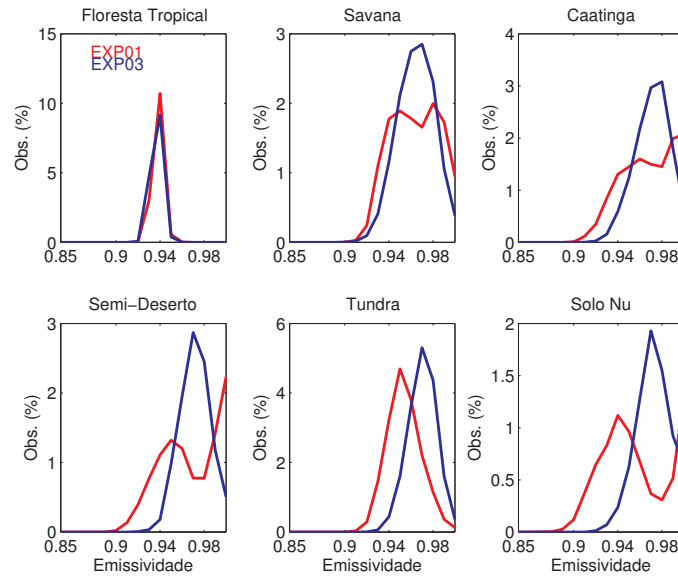 Floresta Tropical
15
10
5
0
Obs. (%)
EXP01
EXP03
0.85 0.9 0.94 0.98
Savana
3
2
1
0
Obs. (%)
0.85 0.9 0.94 0.98
Caatinga
4
3
2
1
0
Obs. (%)
0.85 0.9 0.94 0.98
Semi−Deserto
3
2
1
0
Obs. (%)
0.85 0.9 0.94 0.98
Emissividade
Tundra
6
4
2
0
Obs. (%)
0.85 0.9 0.94 0.98
Emissividade
Solo Nu
2
1.5
1
0.5
0
Obs. (%)
0.85 0.9 0.94 0.98
Emissividade